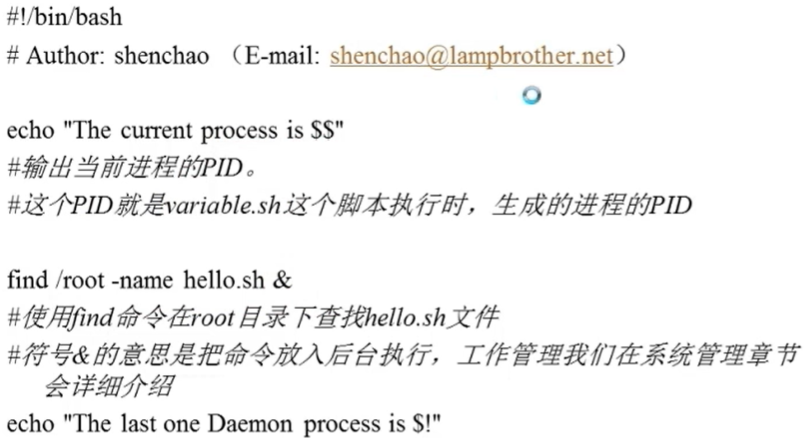 #!/bin/bash
# Author: shenchao （E-mail: shenchao@lampbrother.net）
echo "The current process is $$"
#输出当前进程的PID。
#这个PID就是variable.sh这个脚本执行时，生成的进程的PID
find /root -name hello.sh &
#使用find命令在root目录下查找hello.sh文件
#符号&的意思是把命令放入后台执行，工作管理我们在系统管理章节
会详细介绍
echo "The last one Daemon process is $!"